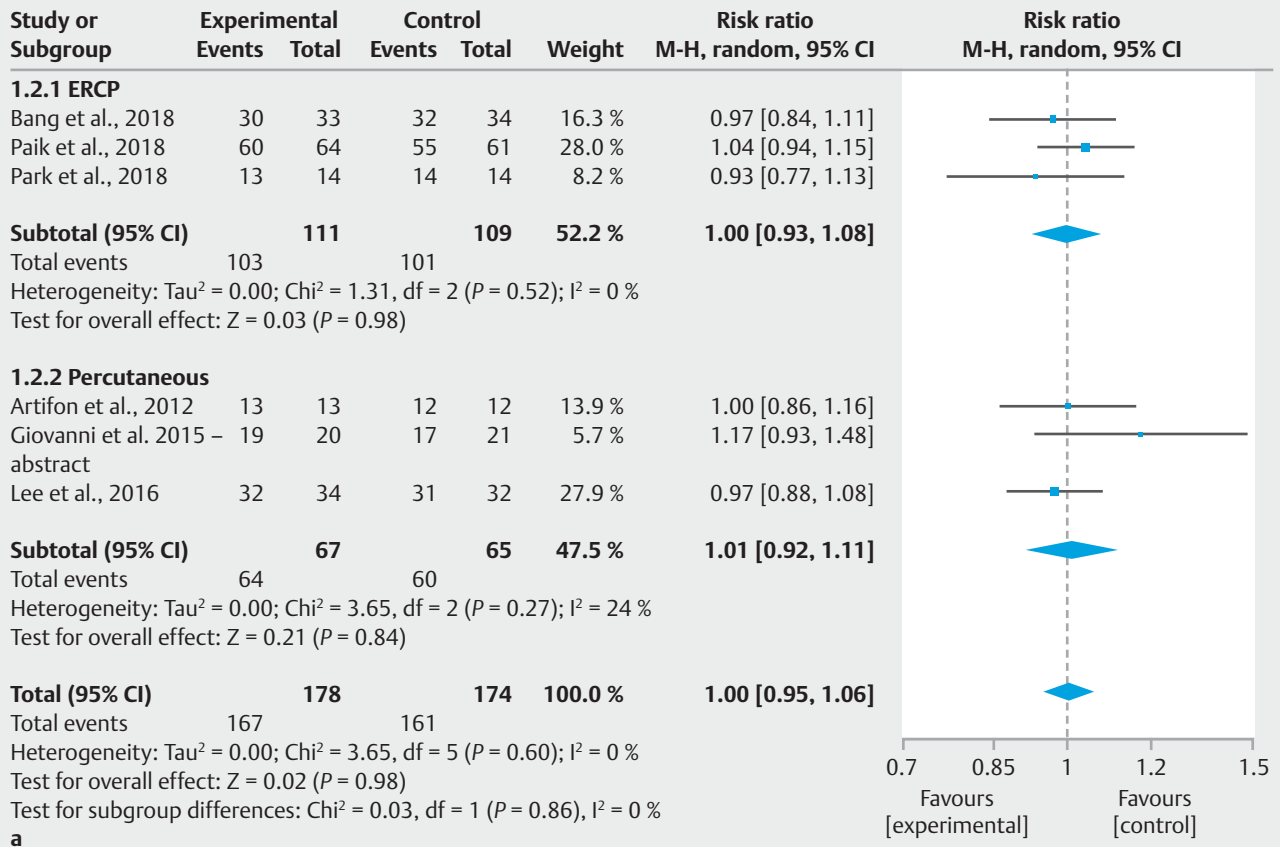 Study or Experimental Control Risk ratio Risk ratio
Subgroup Events Total Events Total Weight M-H, random, 95% CI M-H, random, 95% CI
1.2.1 ERCP
Bang et al., 2018 30 33 32 34 16.3 % 0.97 [0.84, 1.11]
Paik et al., 2018 60 64 55 61 28.0 % 1.04 [0.94, 1.15]
Park et al., 2018 13 14 14 14 8.2 % 0.93 [0.77, 1.13]
Subtotal (95% CI) 111 109 52.2 % 1.00 [0.93, 1.08]
Total events 103 101
Heterogeneity: Tau² = 0.00; Chi² = 1.31, df = 2 (P = 0.52); I² = 0 %
Test for overall effect: Z = 0.03 (P = 0.98)
1.2.2 Percutaneous
Artifon et al., 2012 13 13 12 12 13.9 % 1.00 [0.86, 1.16]
Giovanni et al. 2015 – 19 20 17 21 5.7 % 1.17 [0.93, 1.48]
abstract
Lee et al., 2016 32 34 31 32 27.9 % 0.97 [0.88, 1.08]
Subtotal (95% CI) 67 65 47.5 % 1.01 [0.92, 1.11]
Total events 64 60
Heterogeneity: Tau² = 0.00; Chi² = 3.65, df = 2 (P = 0.27); I² = 24 %
Test for overall effect: Z = 0.21 (P = 0.84)
Total (95% CI) 178 174 100.0 % 1.00 [0.95, 1.06]
Total events 167 161
Heterogeneity: Tau² = 0.00; Chi² = 3.65, df = 5 (P = 0.60); I² = 0 %
Test for overall effect: Z = 0.02 (P = 0.98)
Test for subgroup differences: Chi² = 0.03, df = 1 (P = 0.86), I² = 0 %
0.7 0.85 1 1.2 1.5
Favours Favours
[experimental] [control]
a